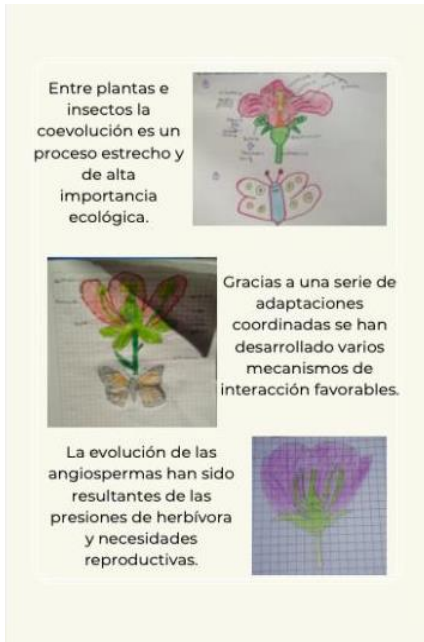 Entre plantas e
insectos la
coevolución es un
proceso estrecho y
de alta
importancia
ecológica.
Gracias a una serie de
adaptaciones
coordinadas se han
desarrollado varios
mecanismos de
interacción favorables.
La evolución de las
angiospermas han sido
resultantes de las
presiones de herbívora
y necesidades
reproductivas.